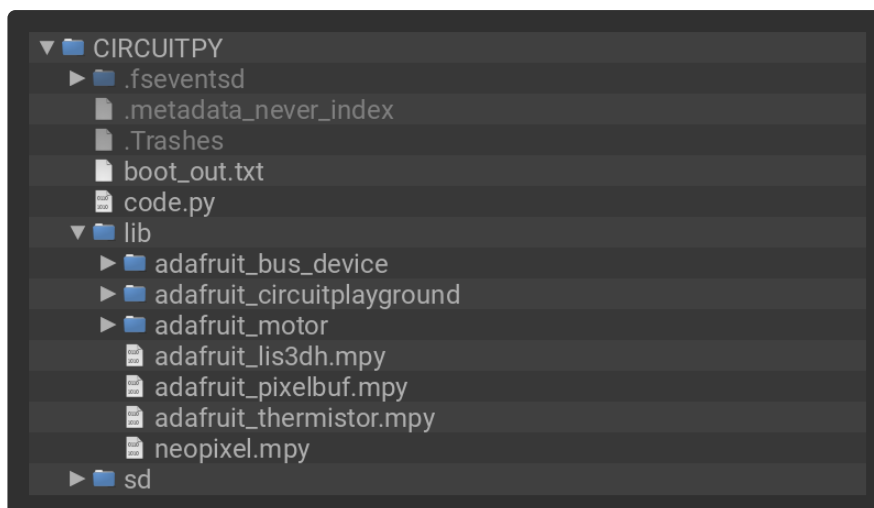 CIRCUITPY
.fseventsd
.metadata_never_index
.Trashes
boot_out.txt
code.py
lib
adafruit_bus_device
adafruit_circuitplayground
adafruit_motor
adafruit_lis3dh.mpy
adafruit_pixelbuf.mpy
adafruit_thermistor.mpy
neopixel.mpy
sd